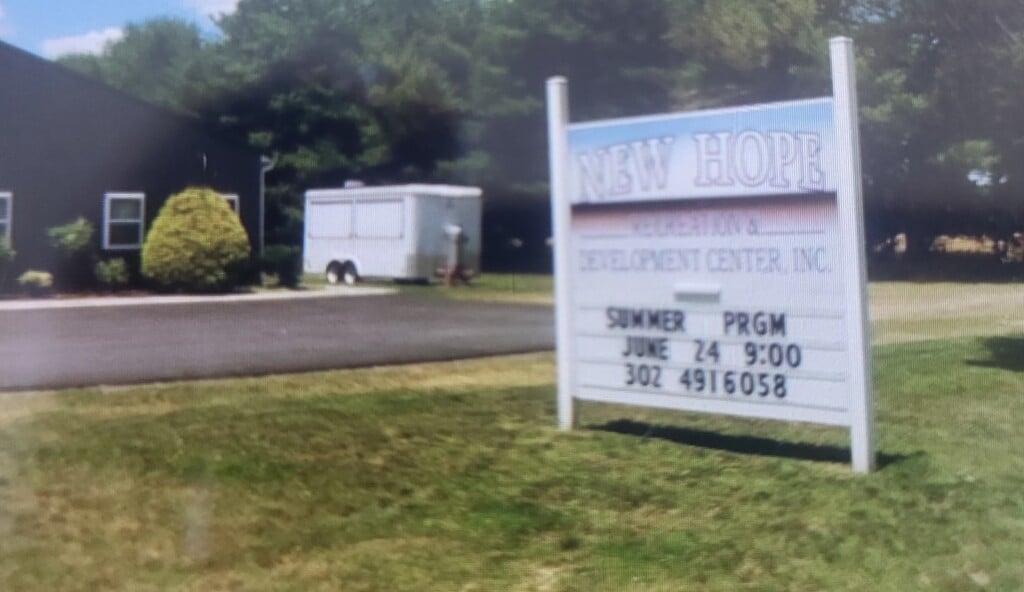 NEW HOPE
RECREATION &
DEVELOPMENT CENTER, INC.
SUMMER PRGM
JUNE 24 9:00
302 4916058